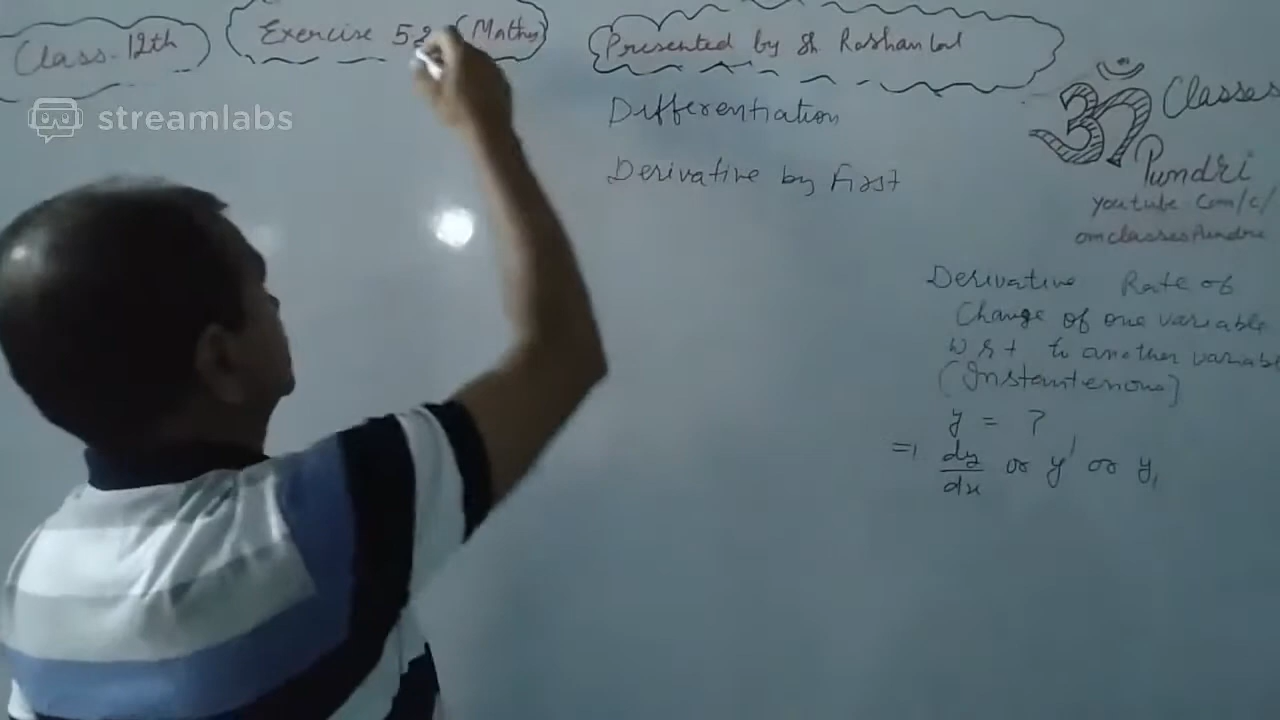 Class. 12th
Exercise 52 (Maths)
Presented by Sh Roshan Lal
streamlabs
Differentiation
Derivative by First
ॐ Classes
Pundri
youtube.com/c/
omclassesPundri
Derivative Rate of
Change of one variable
w r t to another variable
(Instantenous)
y = ?
=) dy/dx or y' or y₁